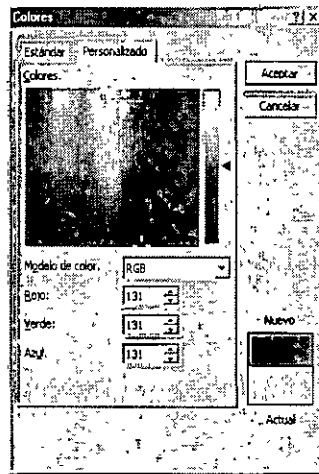 Colores ? ×
Estándar Personalizado
Colores:
Aceptar
Cancelar
Modelo de color: RGB
Rojo: 131
Verde: 131
Azul: 131
Nuevo
Actual